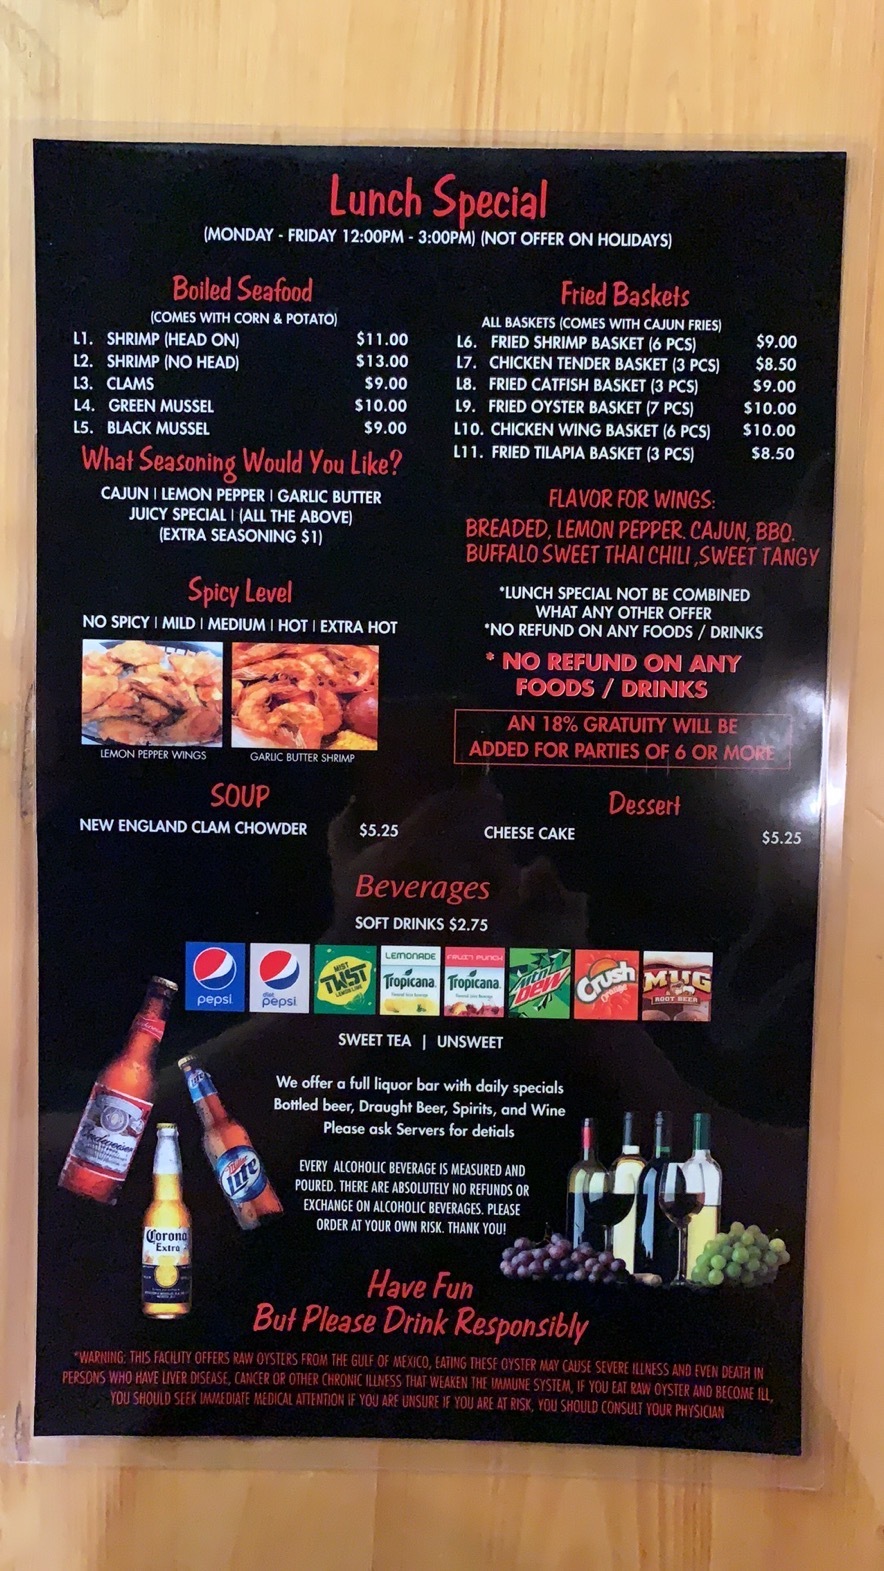 Lunch Special
(MONDAY - FRIDAY 12:00PM - 3:00PM) (NOT OFFER ON HOLIDAYS)
Boiled Seafood
(COMES WITH CORN & POTATO)
L1. SHRIMP (HEAD ON) $11.00
L2. SHRIMP (NO HEAD) $13.00
L3. CLAMS $9.00
L4. GREEN MUSSEL $10.00
L5. BLACK MUSSEL $9.00
What Seasoning Would You Like?
CAJUN | LEMON PEPPER | GARLIC BUTTER
JUICY SPECIAL | (ALL THE ABOVE)
(EXTRA SEASONING $1)
Spicy Level
NO SPICY | MILD | MEDIUM | HOT | EXTRA HOT
LEMON PEPPER WINGS
GARLIC BUTTER SHRIMP
SOUP
NEW ENGLAND CLAM CHOWDER $5.25
Fried Baskets
ALL BASKETS (COMES WITH CAJUN FRIES)
L6. FRIED SHRIMP BASKET (6 PCS) $9.00
L7. CHICKEN TENDER BASKET (3 PCS) $8.50
L8. FRIED CATFISH BASKET (3 PCS) $9.00
L9. FRIED OYSTER BASKET (7 PCS) $10.00
L10. CHICKEN WING BASKET (6 PCS) $10.00
L11. FRIED TILAPIA BASKET (3 PCS) $8.50
FLAVOR FOR WINGS:
BREADED, LEMON PEPPER. CAJUN, BBQ.
BUFFALO SWEET THAI CHILI ,SWEET TANGY
*LUNCH SPECIAL NOT BE COMBINED
WHAT ANY OTHER OFFER
*NO REFUND ON ANY FOODS / DRINKS
* NO REFUND ON ANY
FOODS / DRINKS
AN 18% GRATUITY WILL BE
ADDED FOR PARTIES OF 6 OR MORE
Dessert
CHEESE CAKE $5.25
Beverages
SOFT DRINKS $2.75
pepsi
diet
pepsi
MIST
TWST
LEMON LIME
LEMONADE
Tropicana
FRUIT PUNCH
Tropicana
mtn
DEW
Crush
Orange
MUG
ROOT BEER
SWEET TEA | UNSWEET
We offer a full liquor bar with daily specials
Bottled beer, Draught Beer, Spirits, and Wine
Please ask Servers for detials
EVERY ALCOHOLIC BEVERAGE IS MEASURED AND
POURED. THERE ARE ABSOLUTELY NO REFUNDS OR
EXCHANGE ON ALCOHOLIC BEVERAGES. PLEASE
ORDER AT YOUR OWN RISK. THANK YOU!
Budweiser
Miller
Lite
Corona
Extra
Have Fun
But Please Drink Responsibly
*WARNING: THIS FACILITY OFFERS RAW OYSTERS FROM THE GULF OF MEXICO, EATING THESE OYSTER MAY CAUSE SEVERE ILLNESS AND EVEN DEATH IN
PERSONS WHO HAVE LIVER DISEASE, CANCER OR OTHER CHRONIC ILLNESS THAT WEAKEN THE IMMUNE SYSTEM, IF YOU EAT RAW OYSTER AND BECOME ILL,
YOU SHOULD SEEK IMMEDIATE MEDICAL ATTENTION IF YOU ARE UNSURE IF YOU ARE AT RISK, YOU SHOULD CONSULT YOUR PHYSICIAN